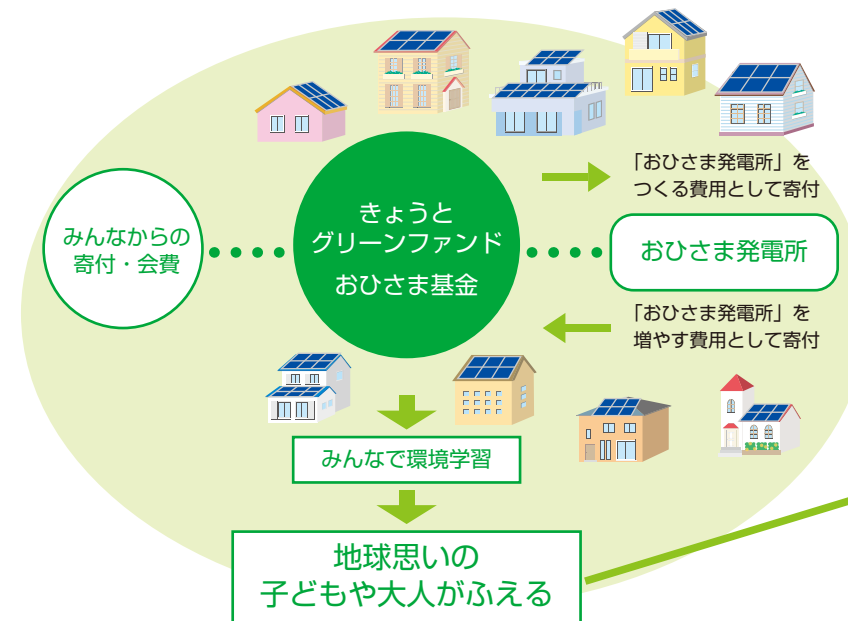 「おひさま発電所」を
つくる費用として寄付
みんなからの
寄付・会費
きょうと
グリーンファンド
おひさま基金
おひさま発電所
「おひさま発電所」を
増やす費用として寄付
みんなで環境学習
地球思いの
子どもや大人がふえる